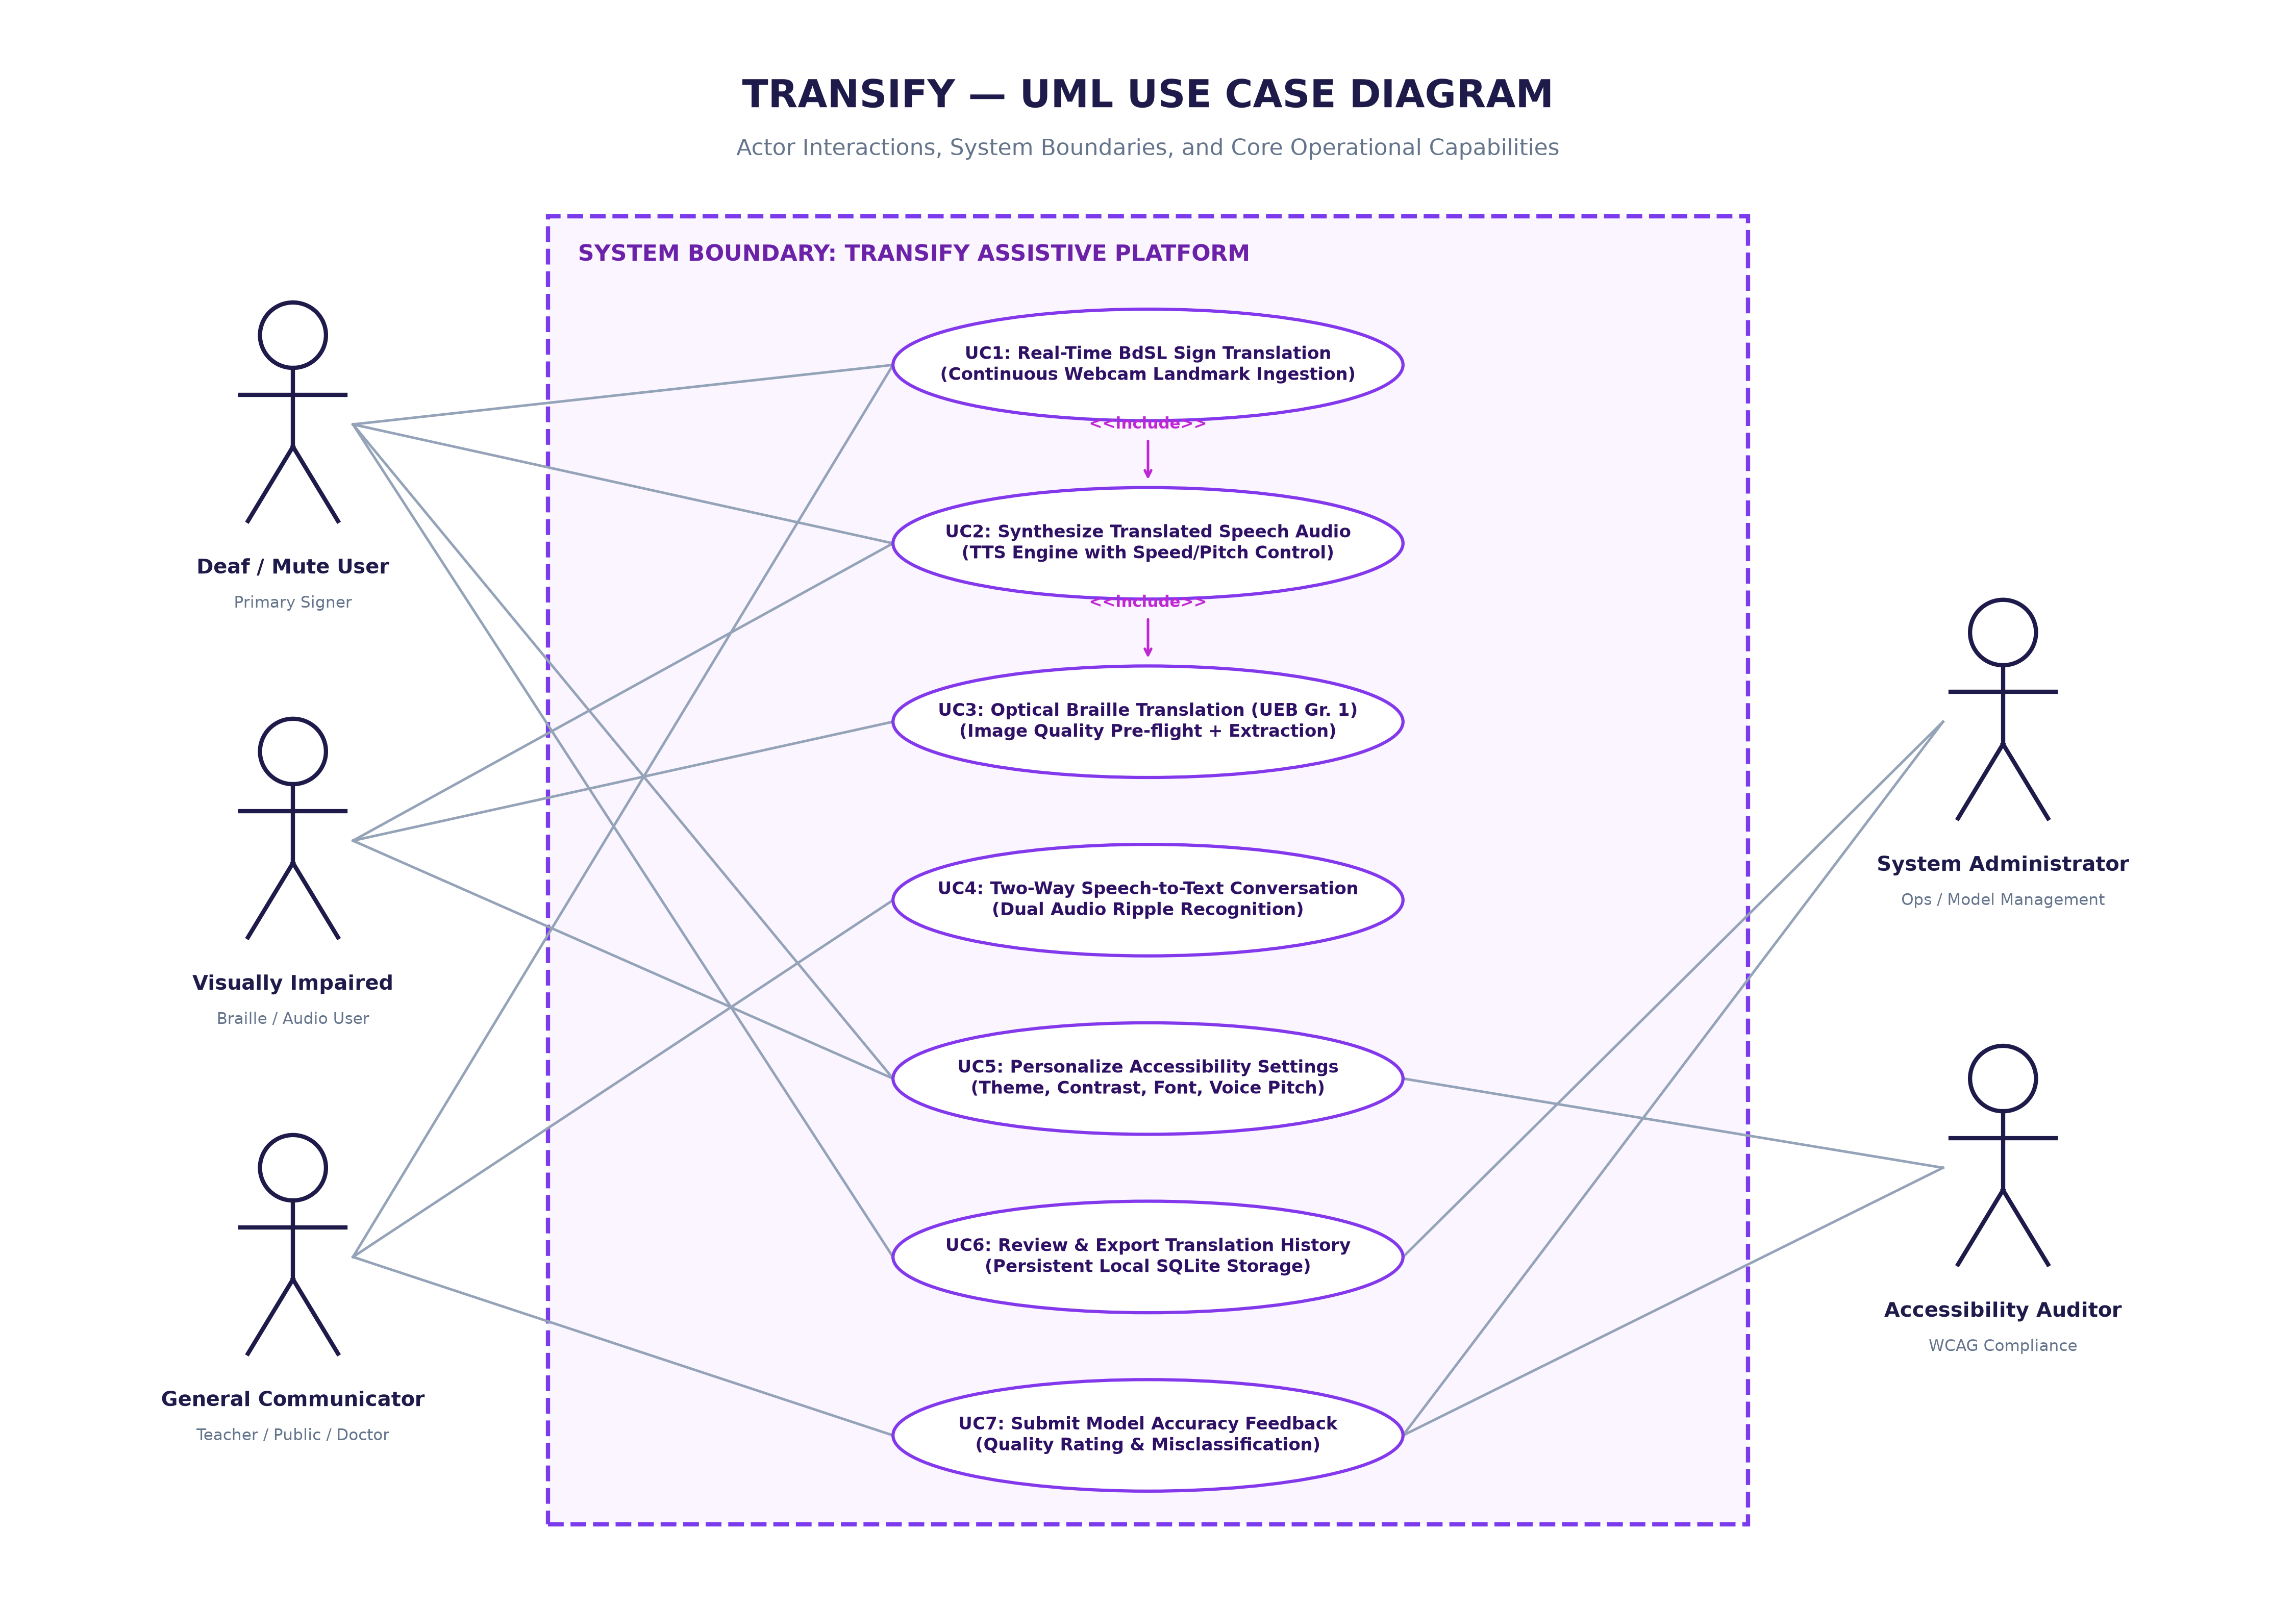 TRANSIFY — UML USE CASE DIAGRAM
Actor Interactions, System Boundaries, and Core Operational Capabilities
SYSTEM BOUNDARY: TRANSIFY ASSISTIVE PLATFORM
Deaf / Mute User
Primary Signer
Visually Impaired
Braille / Audio User
General Communicator
Teacher / Public / Doctor
UC1: Real-Time BdSL Sign Translation
(Continuous Webcam Landmark Ingestion)
<<include>>
UC2: Synthesize Translated Speech Audio
(TTS Engine with Speed/Pitch Control)
<<include>>
UC3: Optical Braille Translation (UEB Gr. 1)
(Image Quality Pre-flight + Extraction)
UC4: Two-Way Speech-to-Text Conversation
(Dual Audio Ripple Recognition)
UC5: Personalize Accessibility Settings
(Theme, Contrast, Font, Voice Pitch)
UC6: Review & Export Translation History
(Persistent Local SQLite Storage)
UC7: Submit Model Accuracy Feedback
(Quality Rating & Misclassification)
System Administrator
Ops / Model Management
Accessibility Auditor
WCAG Compliance